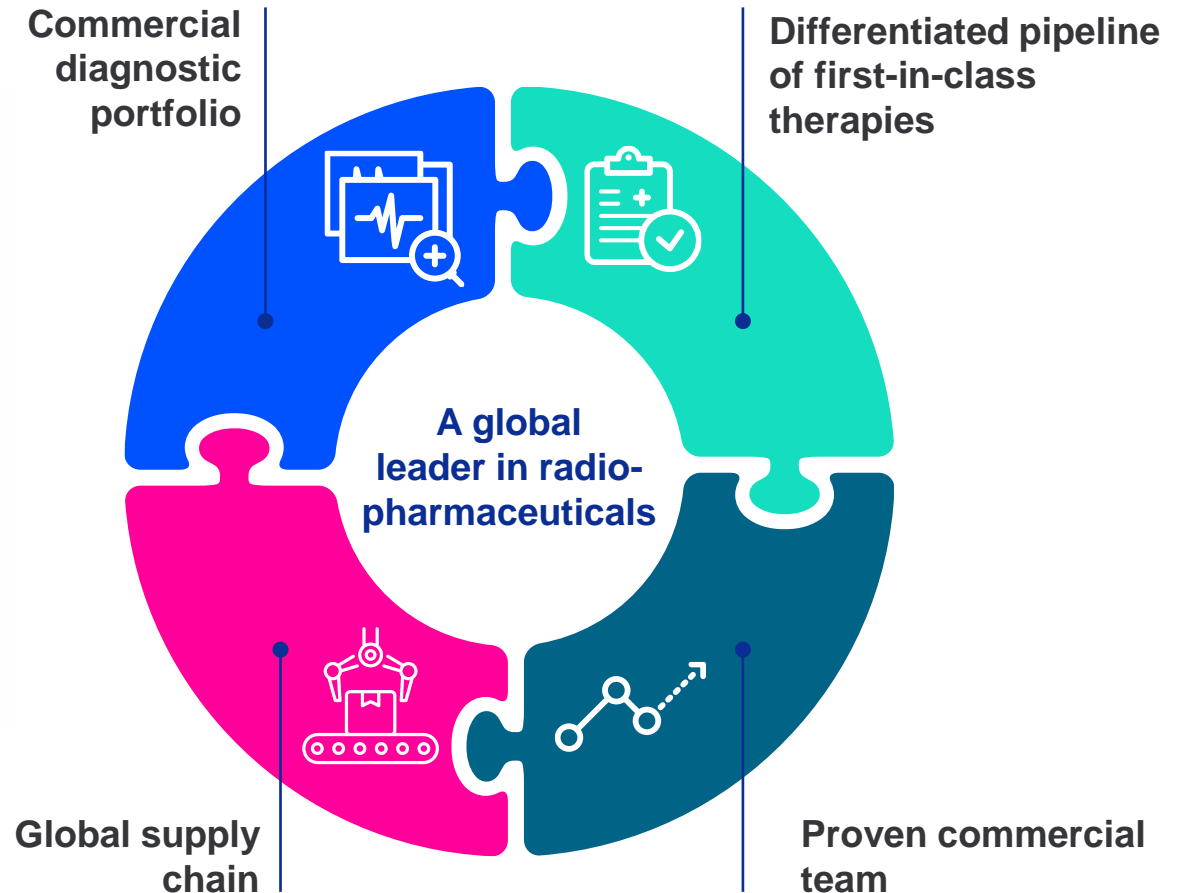 Commercial
diagnostic
portfolio
Differentiated pipeline
of first-in-class
therapies
A global
leader in radio-
pharmaceuticals
Global supply
chain
Proven commercial
team